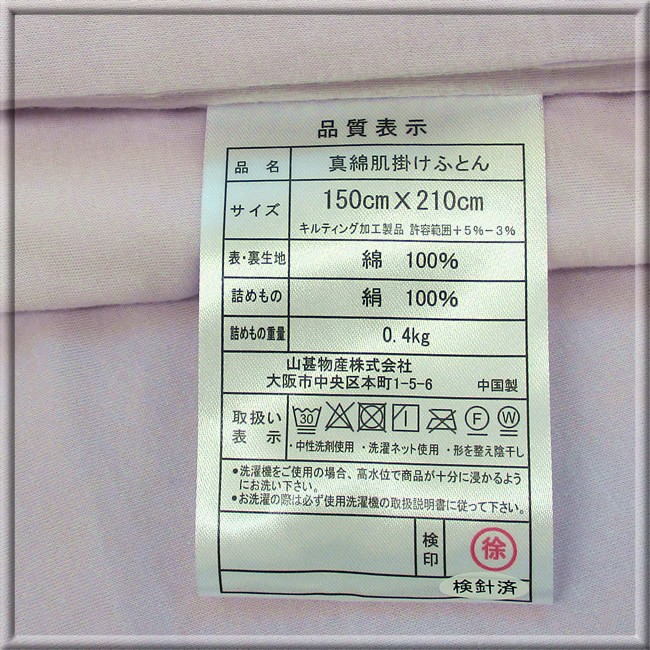 品質表示
品名 真綿肌掛けふとん
サイズ 150cm×210cm
キルティング加工製品 許容範囲+5%-3%
表・裏生地 綿 100%
詰めもの 絹 100%
詰めもの重量 0.4kg
山甚物産株式会社
大阪市中央区本町1-5-6 中国製
取扱い表示
30 F W
・中性洗剤使用 ・洗濯ネット使用 ・形を整え陰干し
●洗濯機をご使用の場合、高水位で商品が十分に浸かるよう
にお洗い下さい。
●お洗濯の際は必ず使用洗濯機の取扱説明書に従って下さい。
検印 徐
検針済